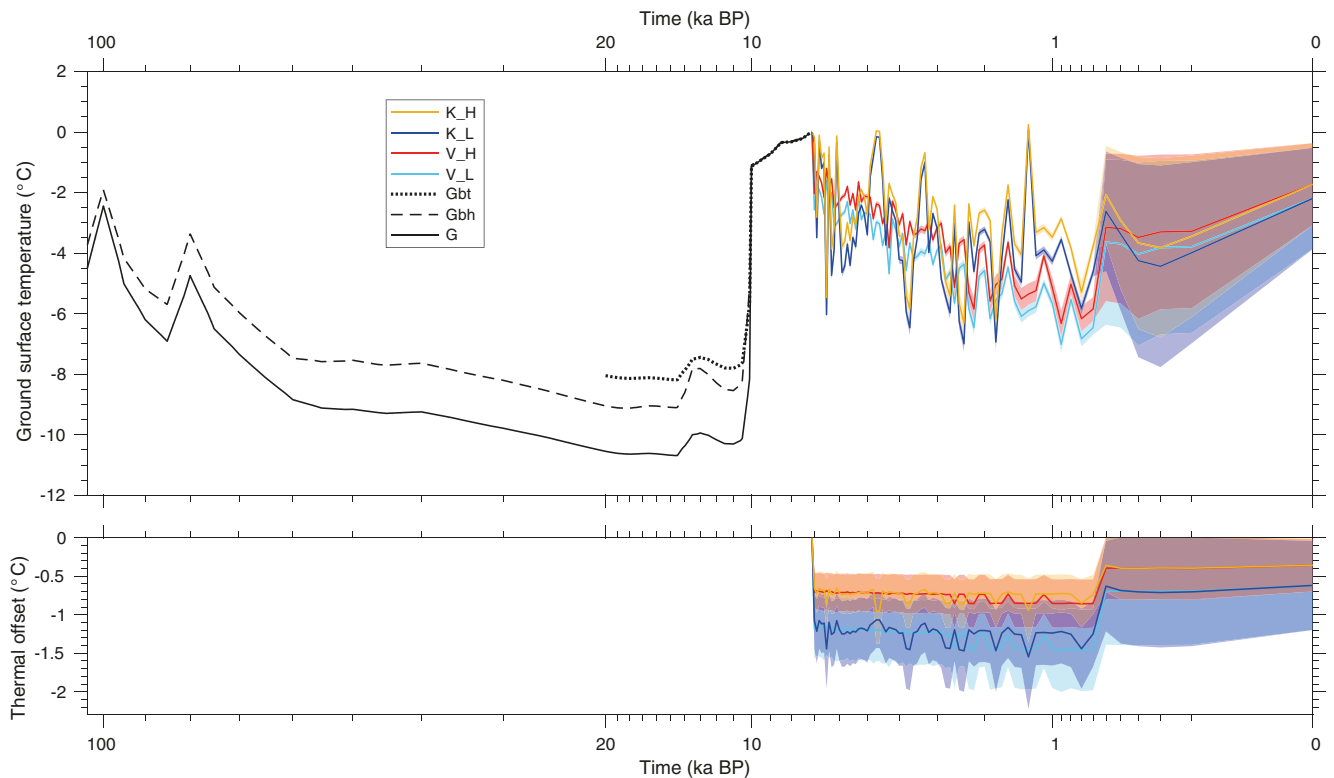 Time (ka BP)
100
20
10
1
0
2
0
-2
-4
-6
-8
-10
-12
Ground surface temperature (°C)
K_H
K_L
V_H
V_L
Gbt
Gbh
G
0
-0.5
-1
-1.5
-2
Thermal offset (°C)
100
20
10
1
0
Time (ka BP)